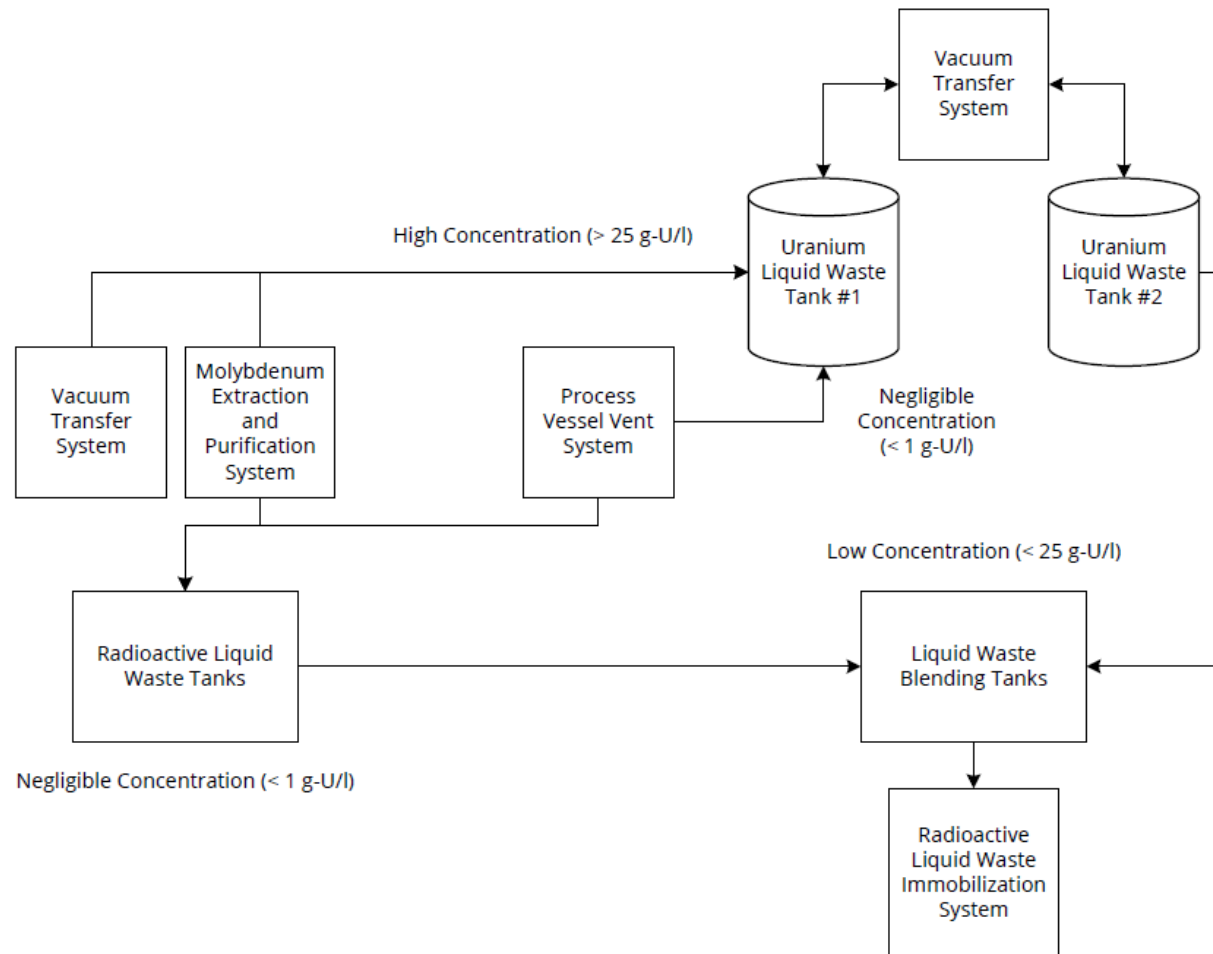 Vacuum
Transfer
System
High Concentration (> 25 g-U/l)
Uranium
Liquid Waste
Tank #1
Uranium
Liquid Waste
Tank #2
Vacuum
Transfer
System
Molybdenum
Extraction
and
Purification
System
Process
Vessel Vent
System
Negligible
Concentration
(< 1 g-U/l)
Low Concentration (< 25 g-U/l)
Radioactive Liquid
Waste Tanks
Liquid Waste
Blending Tanks
Negligible Concentration (< 1 g-U/l)
Radioactive
Liquid Waste
Immobilization
System